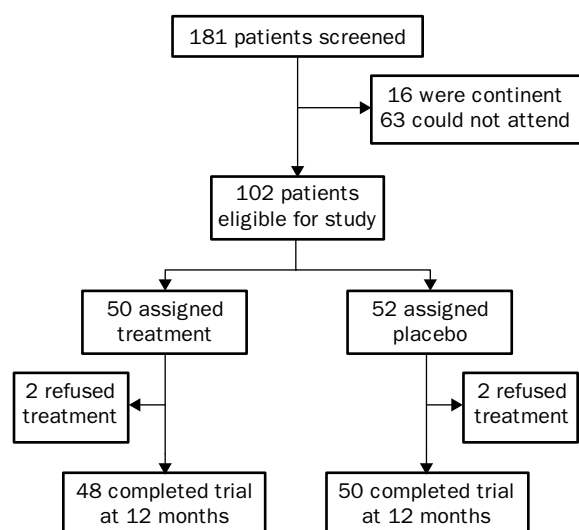 181 patients screened
16 were continent
63 could not attend
102 patients
eligible for study
50 assigned
treatment
52 assigned
placebo
2 refused
treatment
2 refused
treatment
48 completed trial
at 12 months
50 completed trial
at 12 months